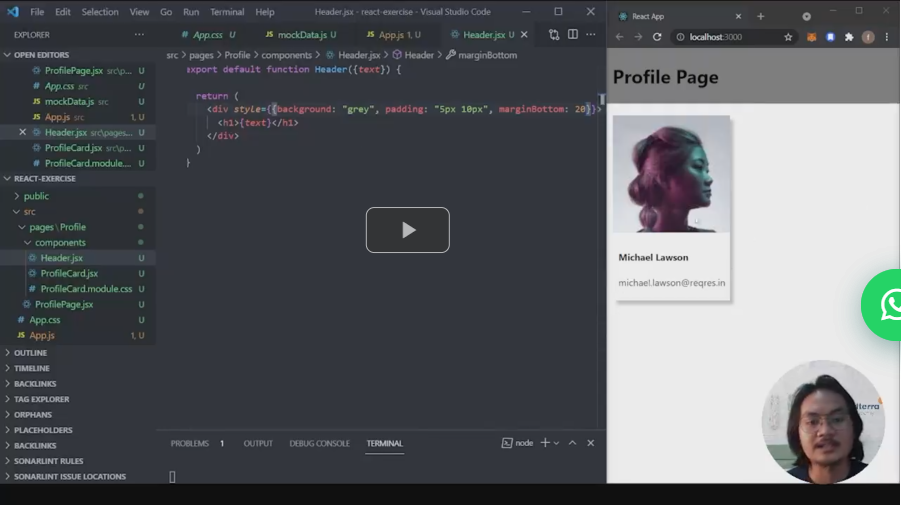 File Edit Selection View Go Run Terminal Help Header.jsx - react-exercise - Visual Studio Code
React App
localhost:3000
EXPLORER
App.css U
mockData.js U
App.js 1, U
Header.jsx U
src > pages > Profile > components > Header.jsx > Header > marginBottom
OPEN EDITORS
ProfilePage.jsx src\p... U
App.css src U
mockData.js src U
App.js src 1, U
Header.jsx src\pages... U
ProfileCard.jsx src\p... U
ProfileCard.module.... U
REACT-EXERCISE
public
src
pages\Profile
components
Header.jsx U
ProfileCard.jsx U
ProfileCard.module.css U
ProfilePage.jsx U
App.css U
App.js 1, U
OUTLINE
TIMELINE
BACKLINKS
TAG EXPLORER
ORPHANS
PLACEHOLDERS
BACKLINKS
SONARLINT RULES
SONARLINT ISSUE LOCATIONS
export default function Header({text}) {
return (
<div style={{background: "grey", padding: "5px 10px", marginBottom: 20}}>
<h1>{text}</h1>
</div>
)
}
PROBLEMS 1 OUTPUT DEBUG CONSOLE TERMINAL
node
Profile Page
Michael Lawson
michael.lawson@reqres.in